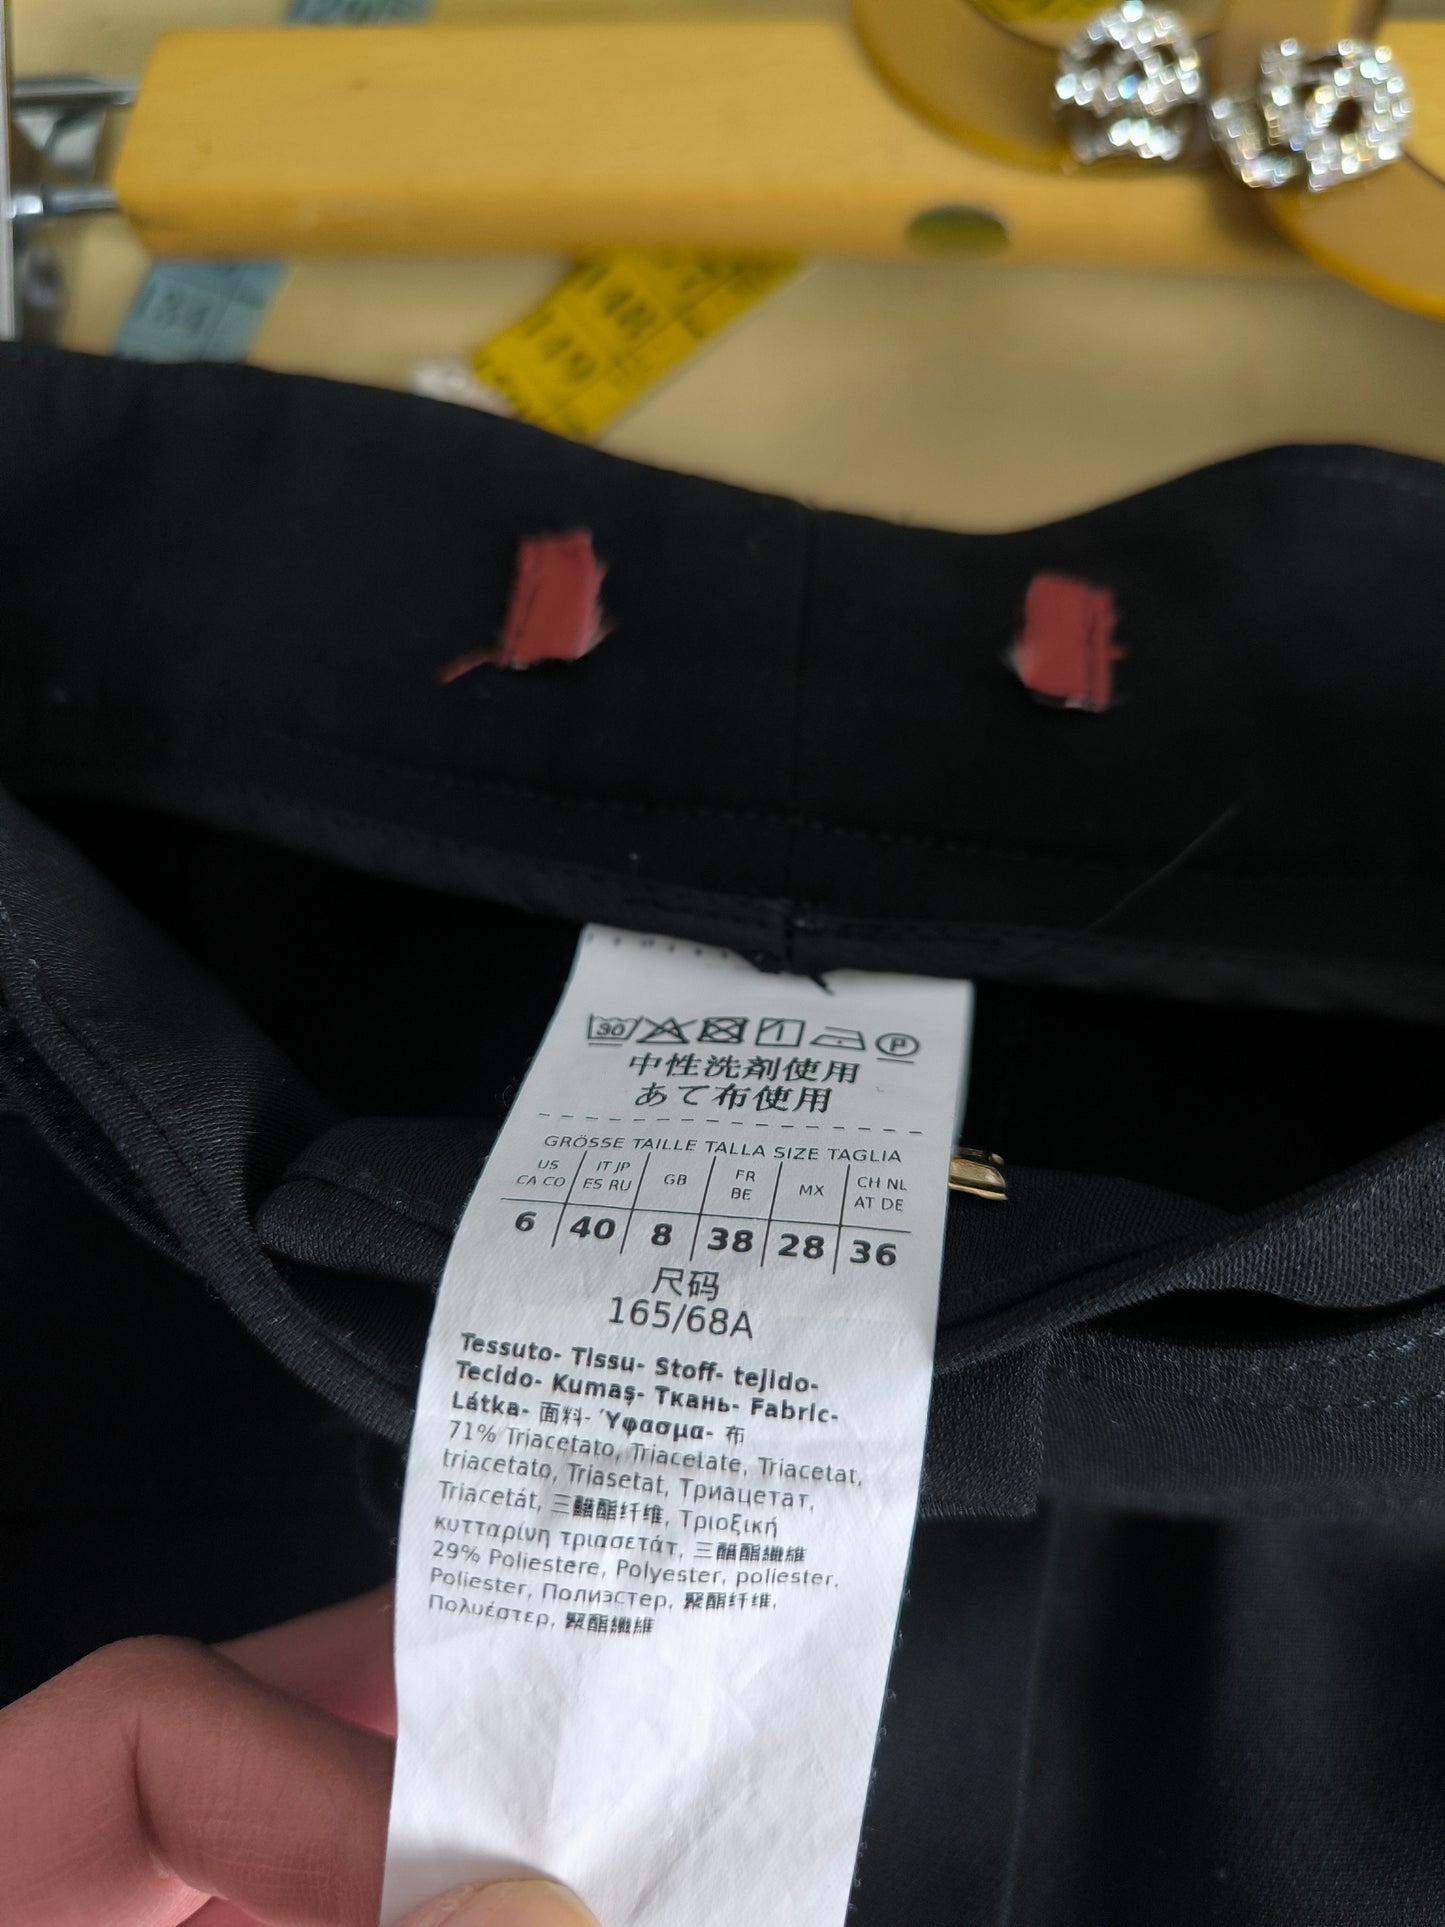 134
148
149
30
P
中性洗剤使用
あて布使用
GRÖSSE TAILLE TALLA SIZE TAGLIA
US CA CO IT JP ES RU GB FR BE MX CH NL AT DE
6 40 8 38 28 36
尺码
165/68A
Tessuto- Tissu- Stoff- tejido-
Tecido- Kumaş- Ткань- Fabric-
Látka- 面料- Ύφασμα- 布
71% Triacetato, Triacelate, Triacetat,
triacetato, Triasetat, Триацетат,
Triacetát, 三醋酯纤维, Τριοξική
κυτταρίνη τριασετάτ, 三醋酯纖維
29% Poliestere, Polyester, poliester,
Poliester, Полиэстер, 聚酯纤维,
Πολυέστερ, 聚酯纖維